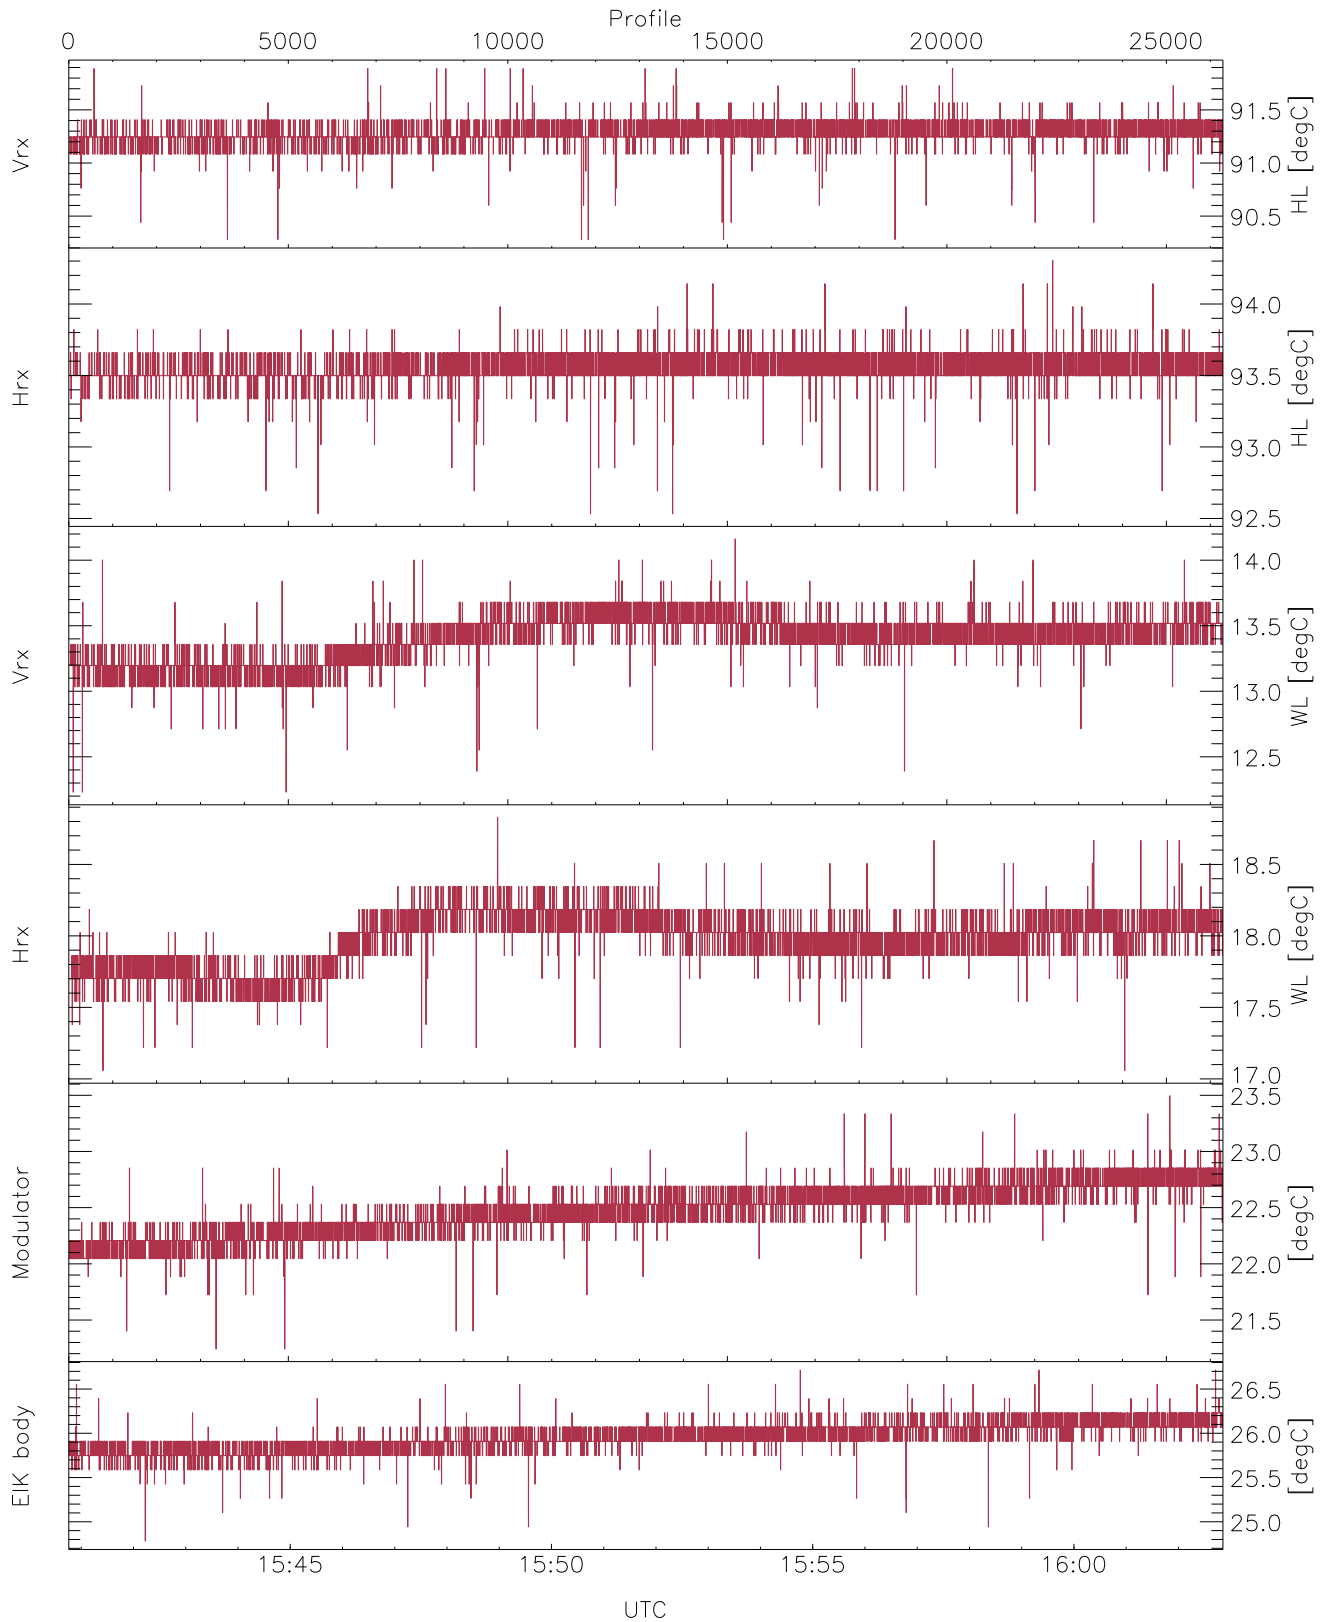 Profile
0 5000 10000 15000 20000 25000
Vrx
91.5
91.0
90.5
HL [degC]
Hrx
94.0
93.5
93.0
92.5
HL [degC]
Vrx
14.0
13.5
13.0
12.5
WL [degC]
Hrx
18.5
18.0
17.5
17.0
WL [degC]
Modulator
23.5
23.0
22.5
22.0
21.5
[degC]
EIK body
26.5
26.0
25.5
25.0
[degC]
15:45 15:50 15:55 16:00
UTC